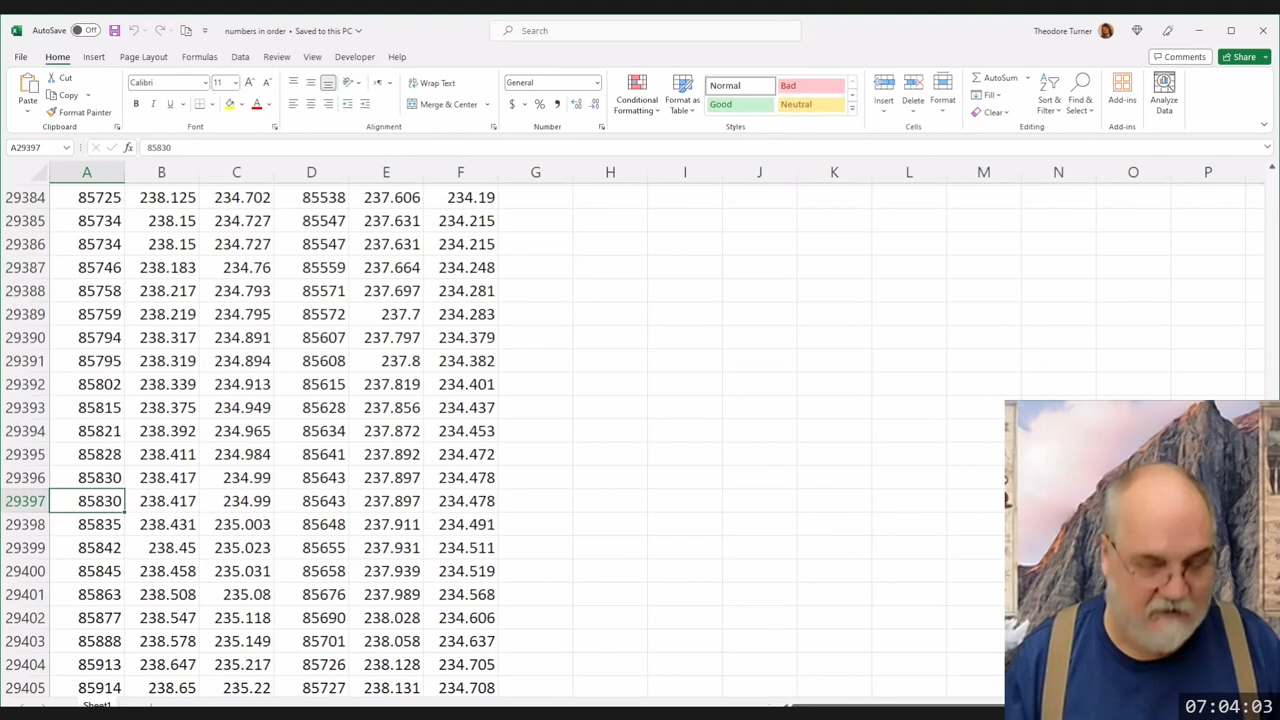 AutoSave Off numbers in order • Saved to this PC Search Theodore Turner
File Home Insert Page Layout Formulas Data Review View Developer Help Comments Share
Paste Cut Copy Format Painter Clipboard
Calibri 11 B I U A A Font
Wrap Text Merge & Center Alignment
General $ % Number
Conditional Formatting Format as Table Normal Bad Good Neutral Styles
Insert Delete Format Cells
AutoSum Fill Clear Sort & Filter Find & Select Editing
Add-ins Add-ins
Analyze Data
A29397 fx 85830
A B C D E F G H I J K L M N O P
29384 85725 238.125 234.702 85538 237.606 234.19
29385 85734 238.15 234.727 85547 237.631 234.215
29386 85734 238.15 234.727 85547 237.631 234.215
29387 85746 238.183 234.76 85559 237.664 234.248
29388 85758 238.217 234.793 85571 237.697 234.281
29389 85759 238.219 234.795 85572 237.7 234.283
29390 85794 238.317 234.891 85607 237.797 234.379
29391 85795 238.319 234.894 85608 237.8 234.382
29392 85802 238.339 234.913 85615 237.819 234.401
29393 85815 238.375 234.949 85628 237.856 234.437
29394 85821 238.392 234.965 85634 237.872 234.453
29395 85828 238.411 234.984 85641 237.892 234.472
29396 85830 238.417 234.99 85643 237.897 234.478
29397 85830 238.417 234.99 85643 237.897 234.478
29398 85835 238.431 235.003 85648 237.911 234.491
29399 85842 238.45 235.023 85655 237.931 234.511
29400 85845 238.458 235.031 85658 237.939 234.519
29401 85863 238.508 235.08 85676 237.989 234.568
29402 85877 238.547 235.118 85690 238.028 234.606
29403 85888 238.578 235.149 85701 238.058 234.637
29404 85913 238.647 235.217 85726 238.128 234.705
29405 85914 238.65 235.22 85727 238.131 234.708
Sheet1
07:04:03